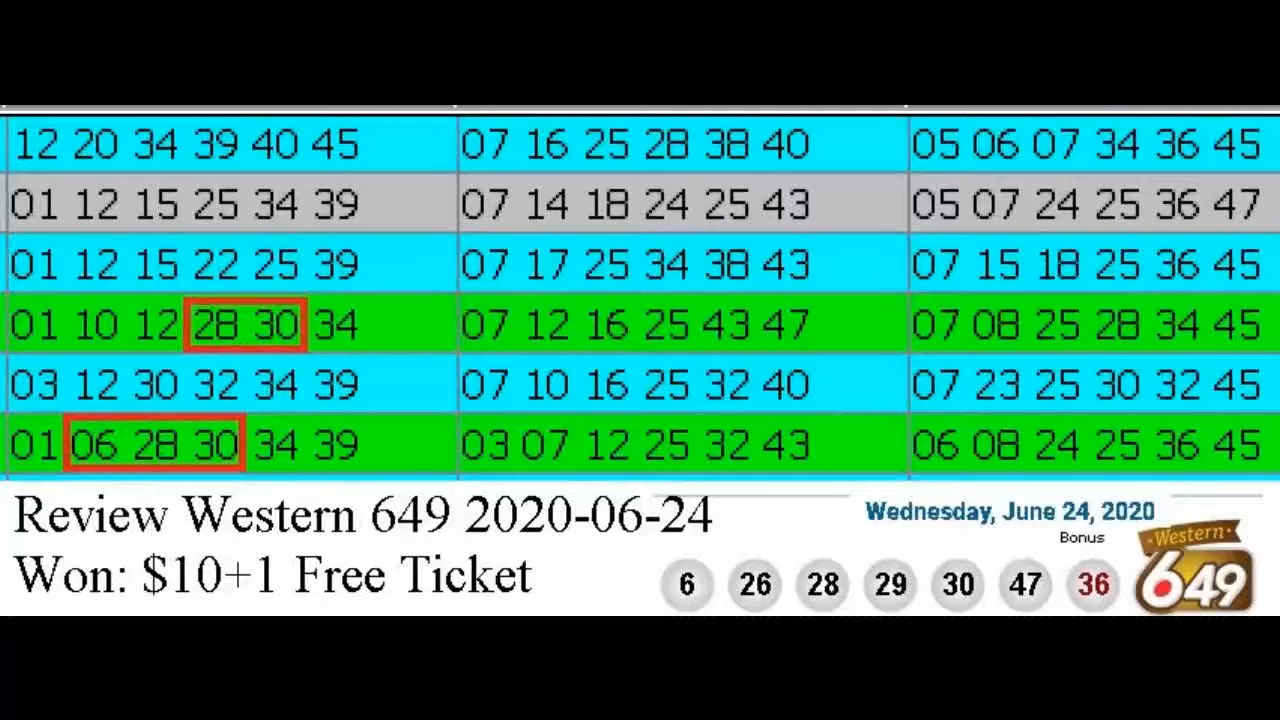 12 20 34 39 40 45 07 16 25 28 38 40 05 06 07 34 36 45
01 12 15 25 34 39 07 14 18 24 25 43 05 07 24 25 36 47
01 12 15 22 25 39 07 17 25 34 38 43 07 15 18 25 36 45
01 10 12 28 30 34 07 12 16 25 43 47 07 08 25 28 34 45
03 12 30 32 34 39 07 10 16 25 32 40 07 23 25 30 32 45
01 06 28 30 34 39 03 07 12 25 32 43 06 08 24 25 36 45
Review Western 649 2020-06-24
Won: $10+1 Free Ticket
Wednesday, June 24, 2020
Bonus
6 26 28 29 30 47 36
Western
649